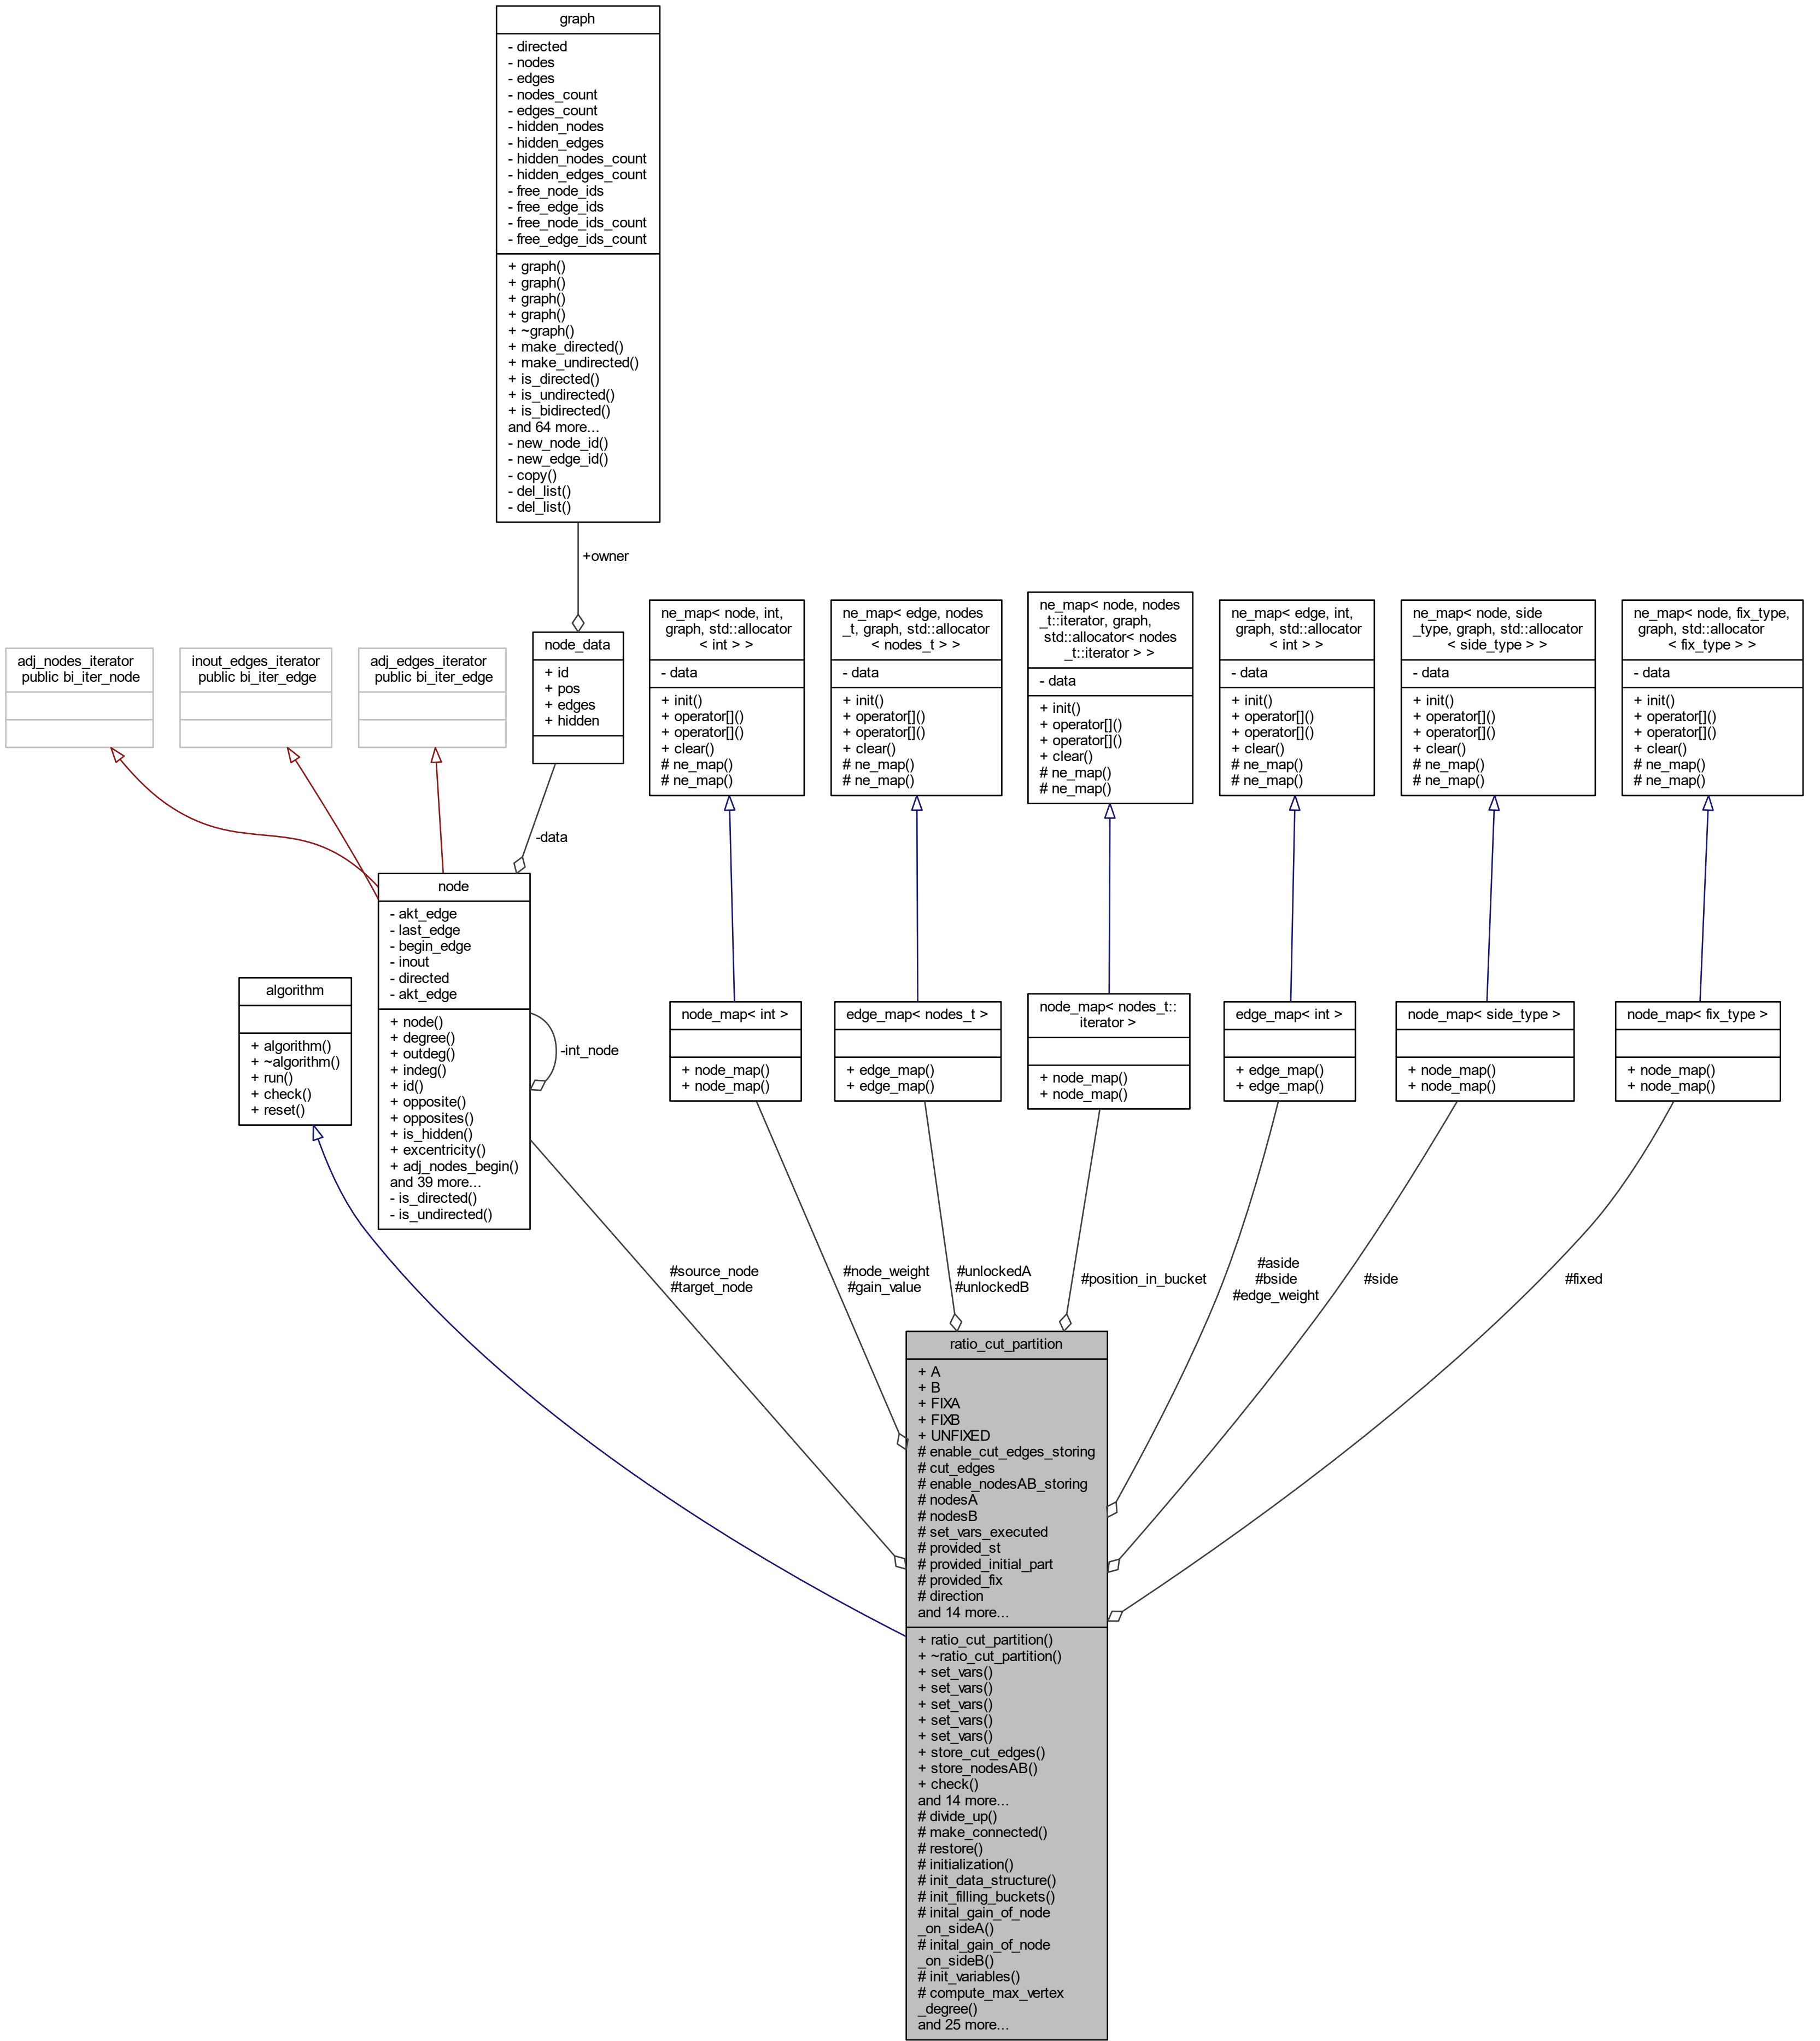 graph
- directed
- nodes
- edges
- nodes_count
- edges_count
- hidden_nodes
- hidden_edges
- hidden_nodes_count
- hidden_edges_count
- free_node_ids
- free_edge_ids
- free_node_ids_count
- free_edge_ids_count
+ graph()
+ graph()
+ graph()
+ graph()
+ ~graph()
+ make_directed()
+ make_undirected()
+ is_directed()
+ is_undirected()
+ is_bidirected()
and 64 more...
- new_node_id()
- new_edge_id()
- copy()
- del_list()
- del_list()
+owner
adj_nodes_iterator
public bi_iter_node
inout_edges_iterator
public bi_iter_edge
adj_edges_iterator
public bi_iter_edge
node_data
+ id
+ pos
+ edges
+ hidden
ne_map< node, int,
graph, std::allocator
< int > >
- data
+ init()
+ operator[]()
+ operator[]()
+ clear()
# ne_map()
# ne_map()
ne_map< edge, nodes
_t, graph, std::allocator
< nodes_t > >
- data
+ init()
+ operator[]()
+ operator[]()
+ clear()
# ne_map()
# ne_map()
ne_map< node, nodes
_t::iterator, graph,
std::allocator< nodes
_t::iterator > >
- data
+ init()
+ operator[]()
+ operator[]()
+ clear()
# ne_map()
# ne_map()
ne_map< edge, int,
graph, std::allocator
< int > >
- data
+ init()
+ operator[]()
+ operator[]()
+ clear()
# ne_map()
# ne_map()
ne_map< node, side
_type, graph, std::allocator
< side_type > >
- data
+ init()
+ operator[]()
+ operator[]()
+ clear()
# ne_map()
# ne_map()
ne_map< node, fix_type,
graph, std::allocator
< fix_type > >
- data
+ init()
+ operator[]()
+ operator[]()
+ clear()
# ne_map()
# ne_map()
-data
node
- akt_edge
- last_edge
- begin_edge
- inout
- directed
- akt_edge
+ node()
+ degree()
+ outdeg()
+ indeg()
+ id()
+ opposite()
+ opposites()
+ is_hidden()
+ excentricity()
+ adj_nodes_begin()
and 39 more...
- is_directed()
- is_undirected()
-int_node
algorithm
+ algorithm()
+ ~algorithm()
+ run()
+ check()
+ reset()
node_map< int >
+ node_map()
+ node_map()
edge_map< nodes_t >
+ edge_map()
+ edge_map()
node_map< nodes_t::
iterator >
+ node_map()
+ node_map()
edge_map< int >
+ edge_map()
+ edge_map()
node_map< side_type >
+ node_map()
+ node_map()
node_map< fix_type >
+ node_map()
+ node_map()
#source_node
#target_node
#node_weight
#gain_value
#unlockedA
#unlockedB
#position_in_bucket
#aside
#bside
#edge_weight
#side
#fixed
ratio_cut_partition
+ A
+ B
+ FIXA
+ FIXB
+ UNFIXED
# enable_cut_edges_storing
# cut_edges
# enable_nodesAB_storing
# nodesA
# nodesB
# set_vars_executed
# provided_st
# provided_initial_part
# provided_fix
# direction
and 14 more...
+ ratio_cut_partition()
+ ~ratio_cut_partition()
+ set_vars()
+ set_vars()
+ set_vars()
+ set_vars()
+ set_vars()
+ store_cut_edges()
+ store_nodesAB()
+ check()
and 14 more...
# divide_up()
# make_connected()
# restore()
# initialization()
# init_data_structure()
# init_filling_buckets()
# inital_gain_of_node
_on_sideA()
# inital_gain_of_node
_on_sideB()
# init_variables()
# compute_max_vertex
_degree()
and 25 more...